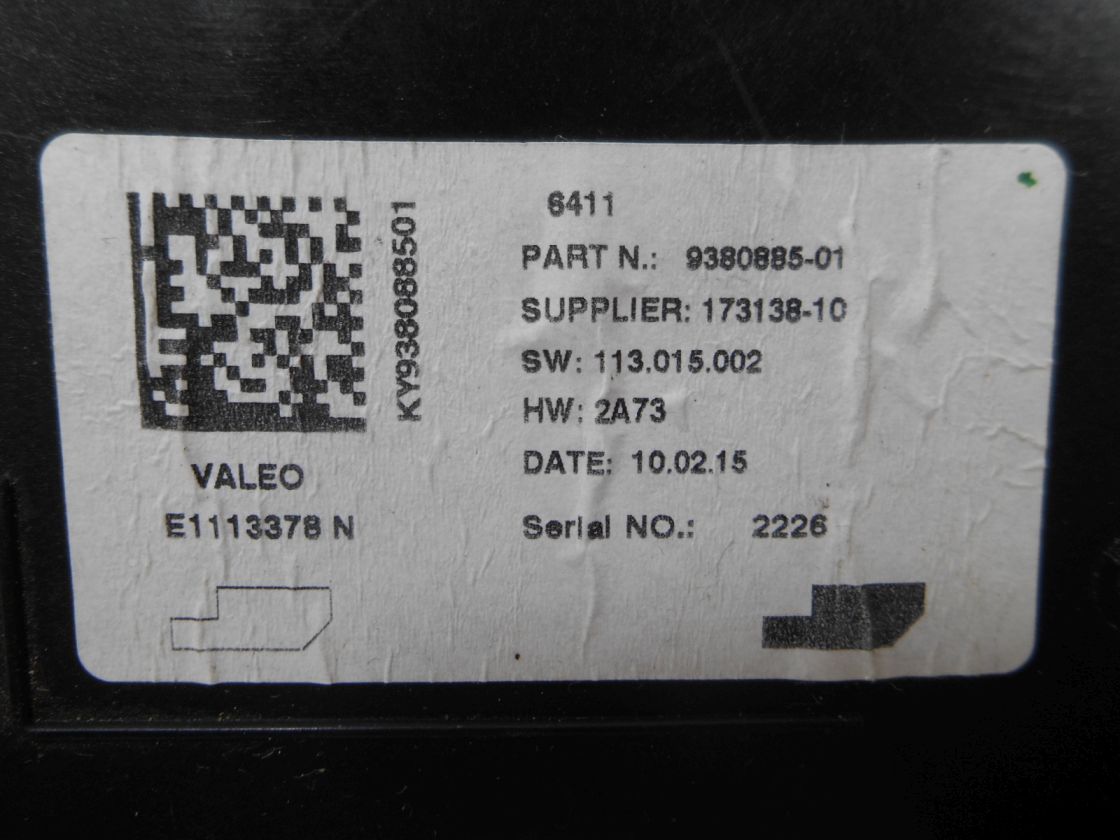 KY938088501
VALEO
E1113378 N
6411
PART N.: 9380885-01
SUPPLIER: 173138-10
SW: 113.015.002
HW: 2A73
DATE: 10.02.15
Serial NO.: 2226